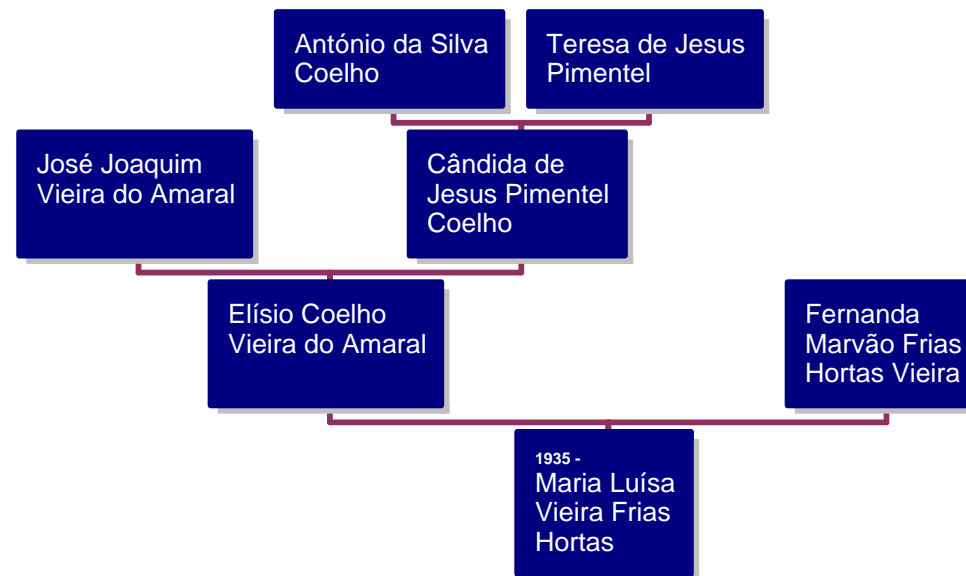 António da Silva
Coelho
Teresa de Jesus
Pimentel
José Joaquim
Vieira do Amaral
Cândida de
Jesus Pimentel
Coelho
Elísio Coelho
Vieira do Amaral
Fernanda
Marvão Frias
Hortas Vieira
1935 -
Maria Luísa
Vieira Frias
Hortas